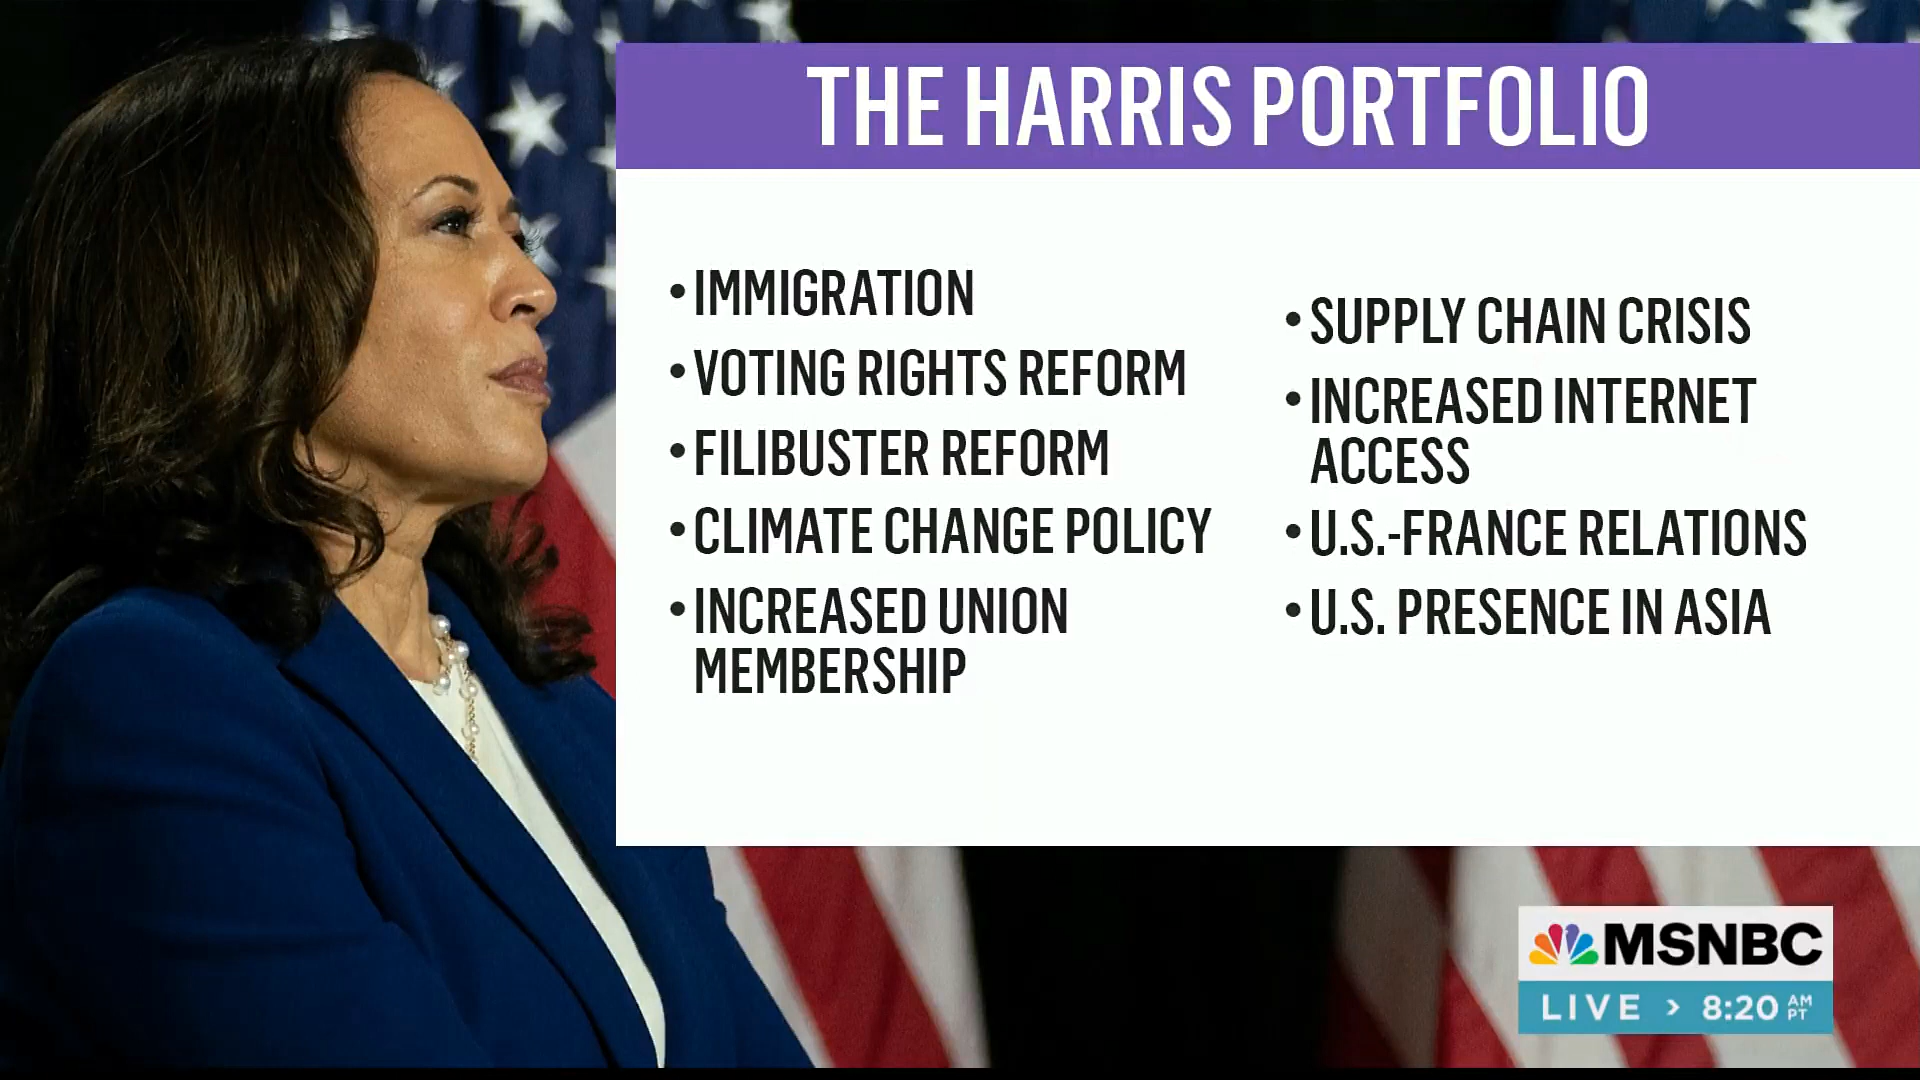 THE HARRIS PORTFOLIO
•IMMIGRATION
•VOTING RIGHTS REFORM
•FILIBUSTER REFORM
•CLIMATE CHANGE POLICY
•INCREASED UNION
MEMBERSHIP
•SUPPLY CHAIN CRISIS
•INCREASED INTERNET
ACCESS
•U.S.-FRANCE RELATIONS
•U.S. PRESENCE IN ASIA
MSNBC
LIVE > 8:20 AM PT